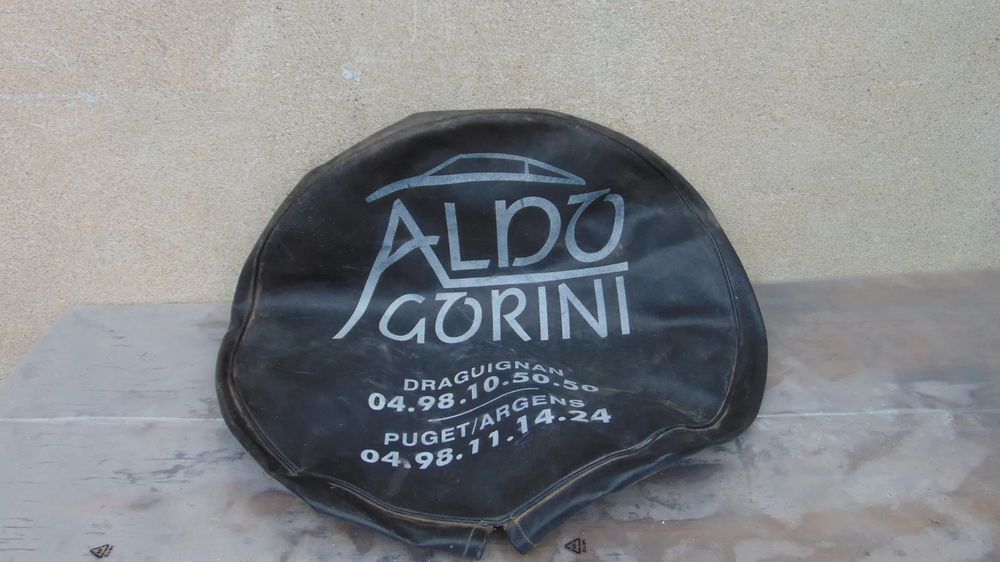 ALDO
GORINI
DRAGUIGNAN
04.98.10.50.50
PUGET/ARGENS
04.98.11.14.24